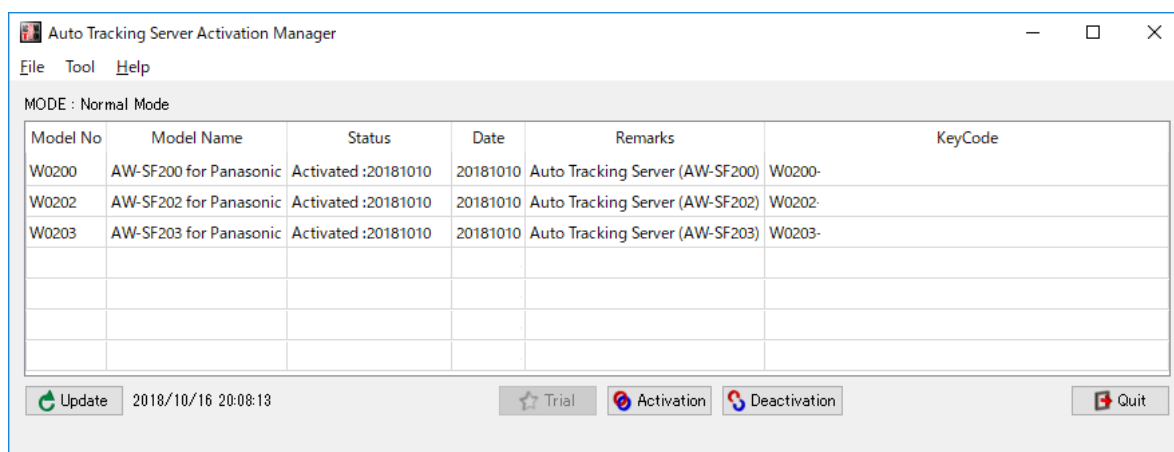 Auto Tracking Server Activation Manager
File Tool Help
MODE : Normal Mode
Model No Model Name Status Date Remarks KeyCode
W0200 AW-SF200 for Panasonic Activated :20181010 20181010 Auto Tracking Server (AW-SF200) W0200-
W0202 AW-SF202 for Panasonic Activated :20181010 20181010 Auto Tracking Server (AW-SF202) W0202-
W0203 AW-SF203 for Panasonic Activated :20181010 20181010 Auto Tracking Server (AW-SF203) W0203-
Update 2018/10/16 20:08:13 Trial Activation Deactivation Quit